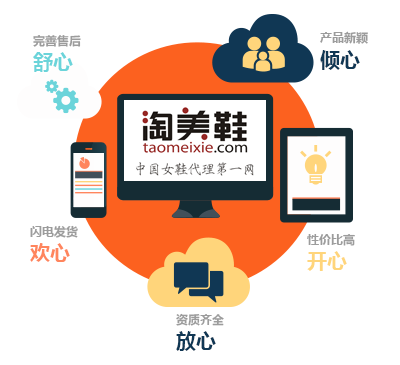 完善售后
舒心
产品新颖
倾心
淘美鞋
taomeixie.com
中国女鞋代理第一网
闪电发货
欢心
性价比高
开心
资质齐全
放心